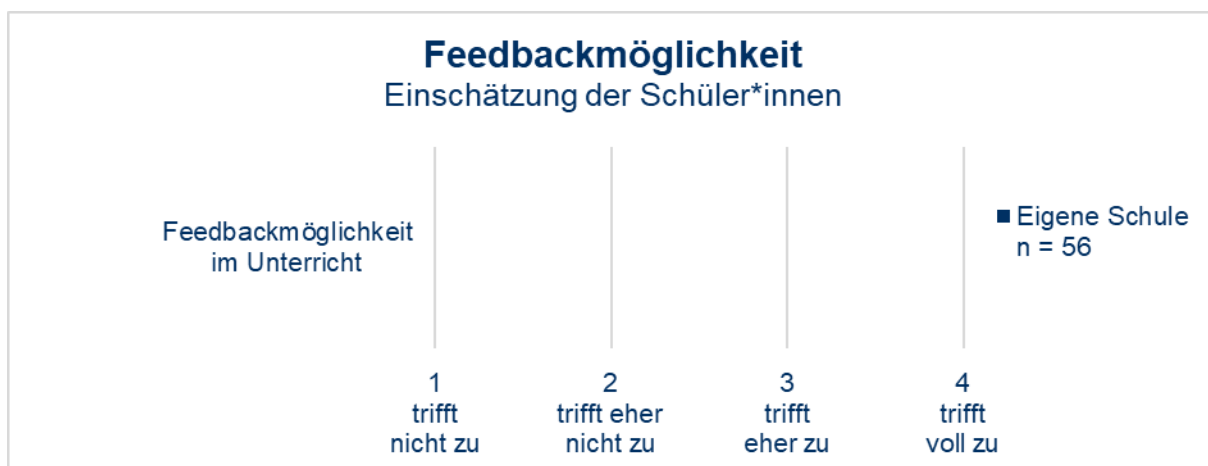 Feedbackmöglichkeit
Einschätzung der Schüler*innen
Feedbackmöglichkeit
im Unterricht
Eigene Schule
n = 56
1
trifft
nicht zu
2
trifft eher
nicht zu
3
trifft
eher zu
4
trifft
voll zu